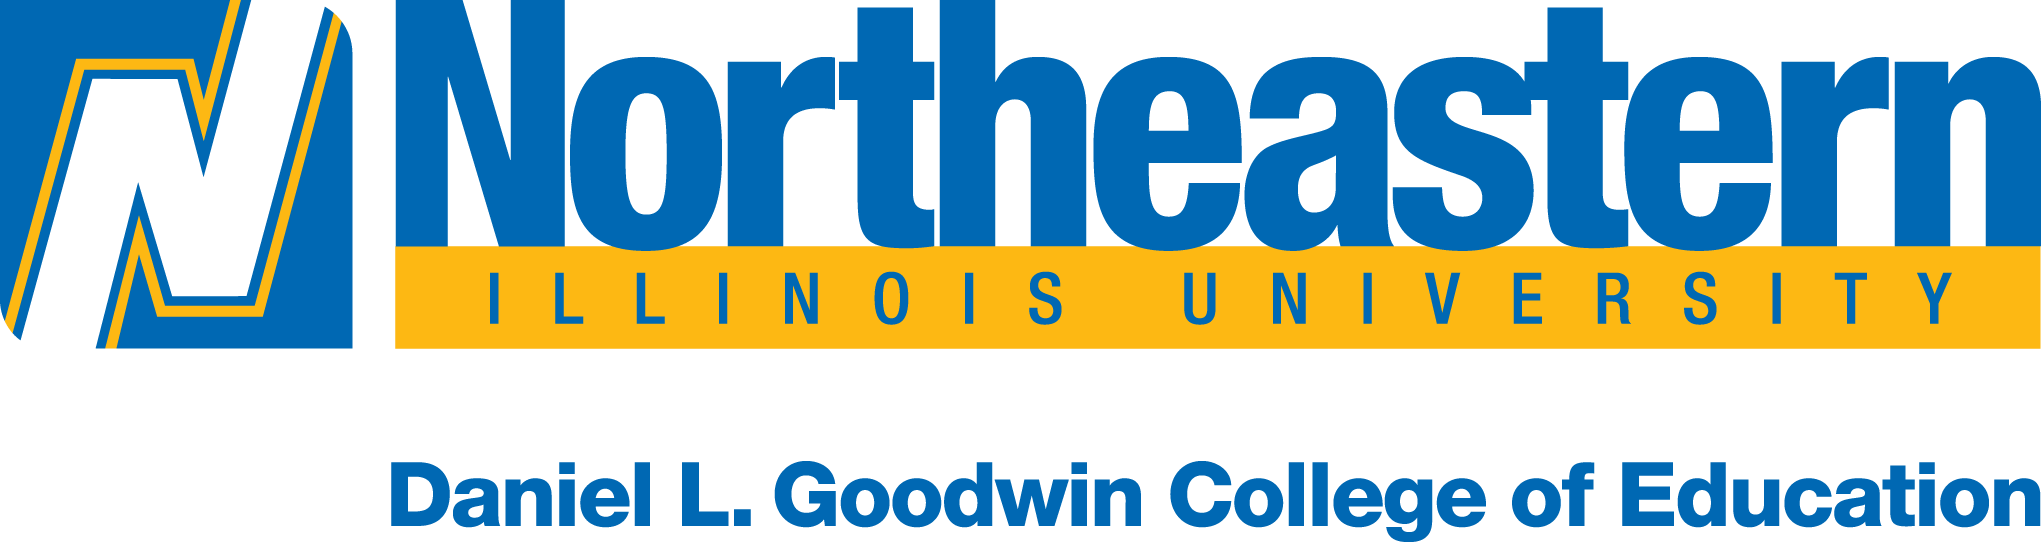 Northeastern
ILLINOIS UNIVERSITY
Daniel L. Goodwin College of Education